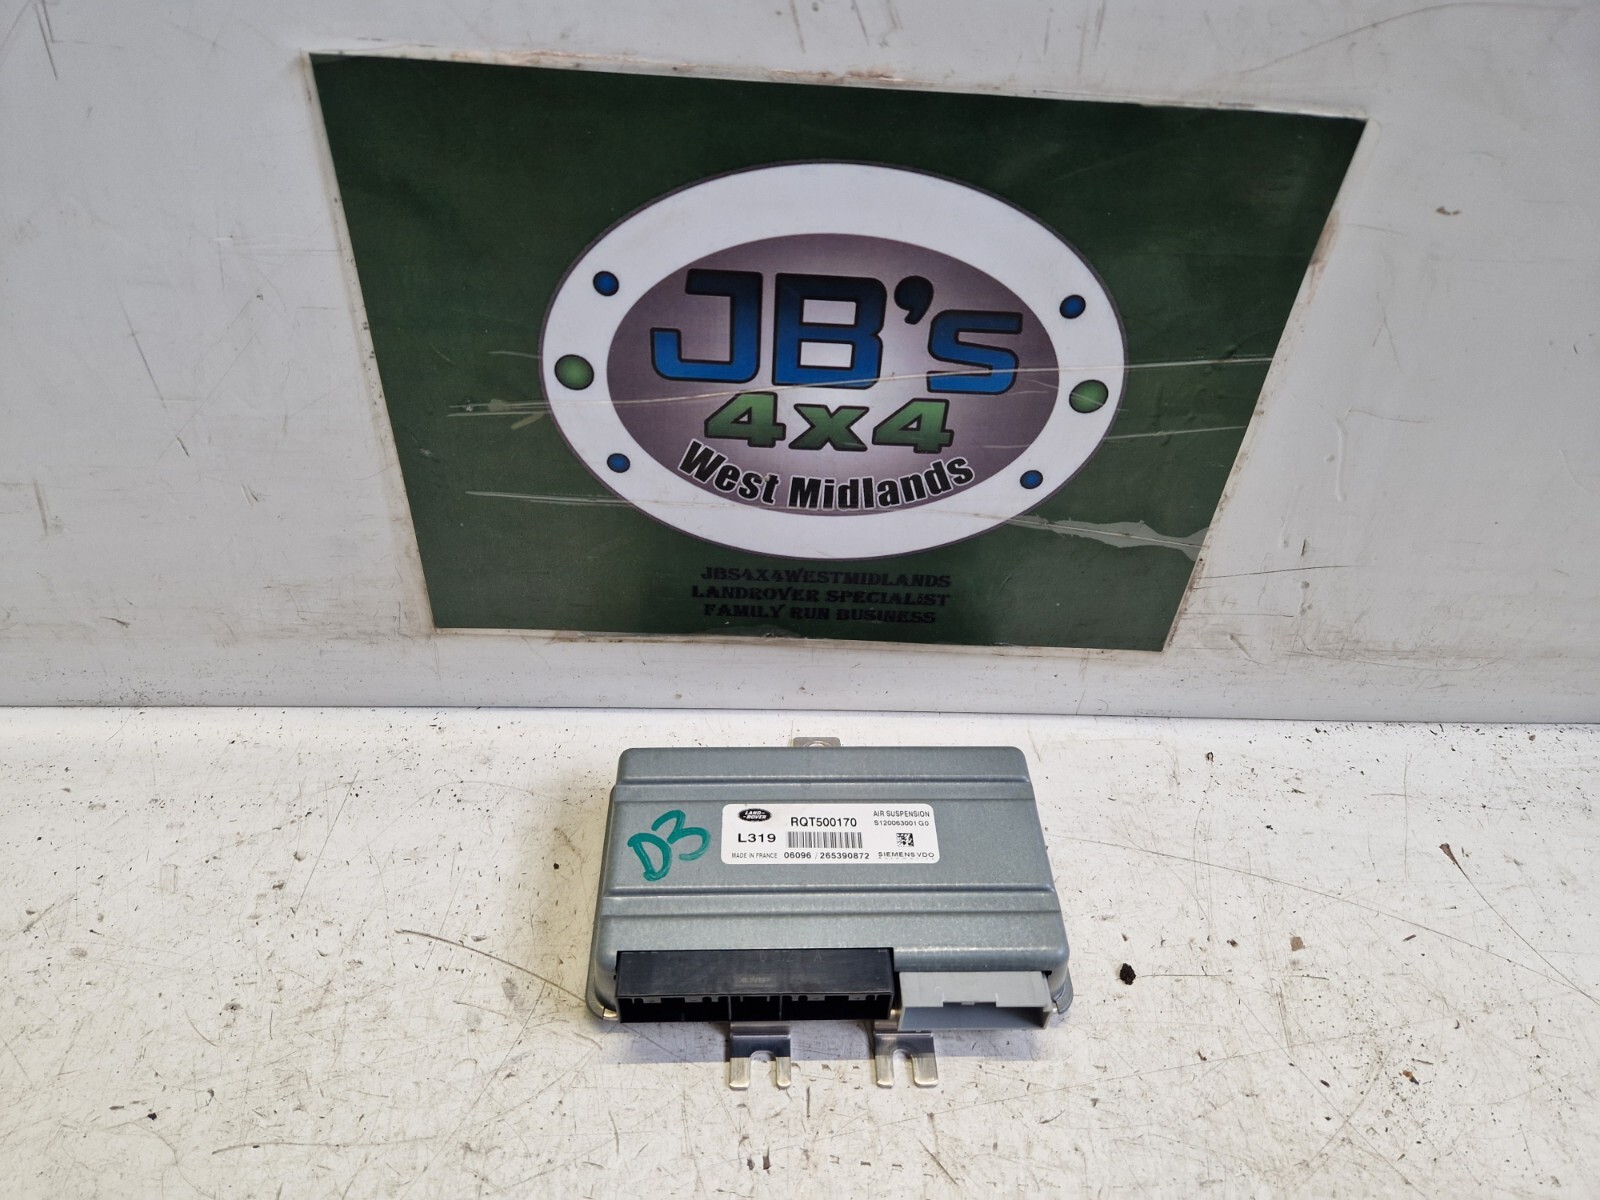 JB's
4x4
West Midlands
JBS4X4WESTMIDLANDS
LANDROVER SPECIALIST
FAMILY RUN BUSINESS
D3
LAND-
-ROVER
RQT500170
AIR SUSPENSION
S120063001 G0
L319
MADE IN FRANCE
06096 / 265390872
SIEMENS VDO